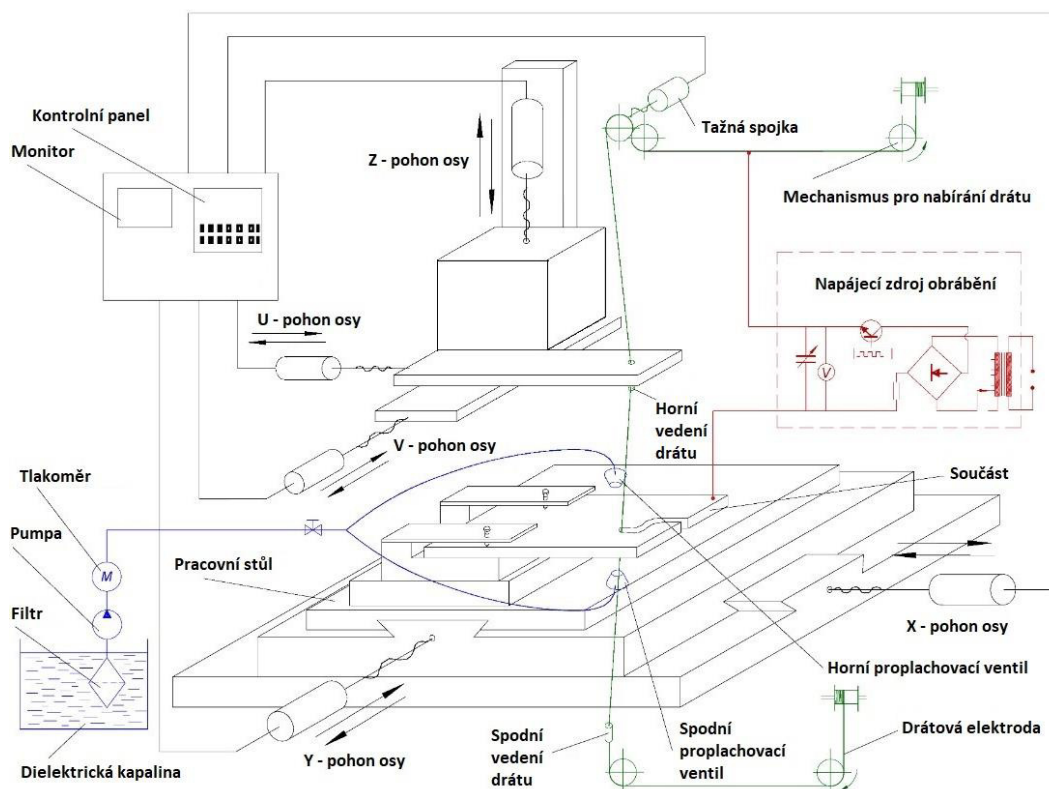 Kontrolní panel
Monitor
Z - pohon osy
Tažná spojka
Mechanismus pro nabírání drátu
Napájecí zdroj obrábění
V
U - pohon osy
Horní
vedení
drátu
V - pohon osy
Tlakoměr
Součást
Pumpa
Pracovní stůl
M
Filtr
X - pohon osy
Horní proplachovací ventil
Spodní
proplachovací
ventil
Drátová elektroda
Spodní
vedení
drátu
Y - pohon osy
Dielektrická kapalina